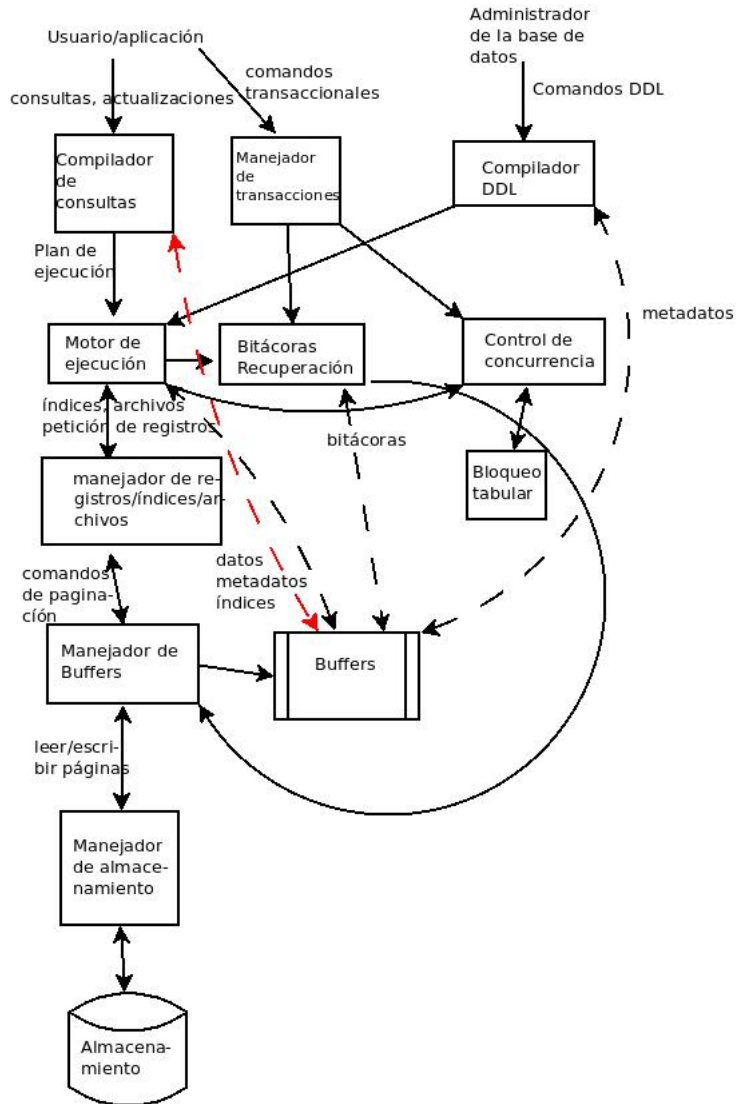 Usuario/aplicación
Administrador
de la base de
datos
comandos
transaccionales
consultas, actualizaciones
Comandos DDL
Compilador
de
consultas
Manejador
de
transacciones
Compilador
DDL
Plan de
ejecución
metadatos
Motor de
ejecución
Bitácoras
Recuperación
Control de
concurrencia
índices, archivos
petición de registros
bitácoras
Bloqueo
tabular
manejador de re-
gistros/índices/ar-
chivos
comandos
de pagina-
cíón
datos
metadatos
índices
Manejador de
Buffers
Buffers
leer/escri-
bir páginas
Manejador
de almace-
namiento
Almacena-
miento